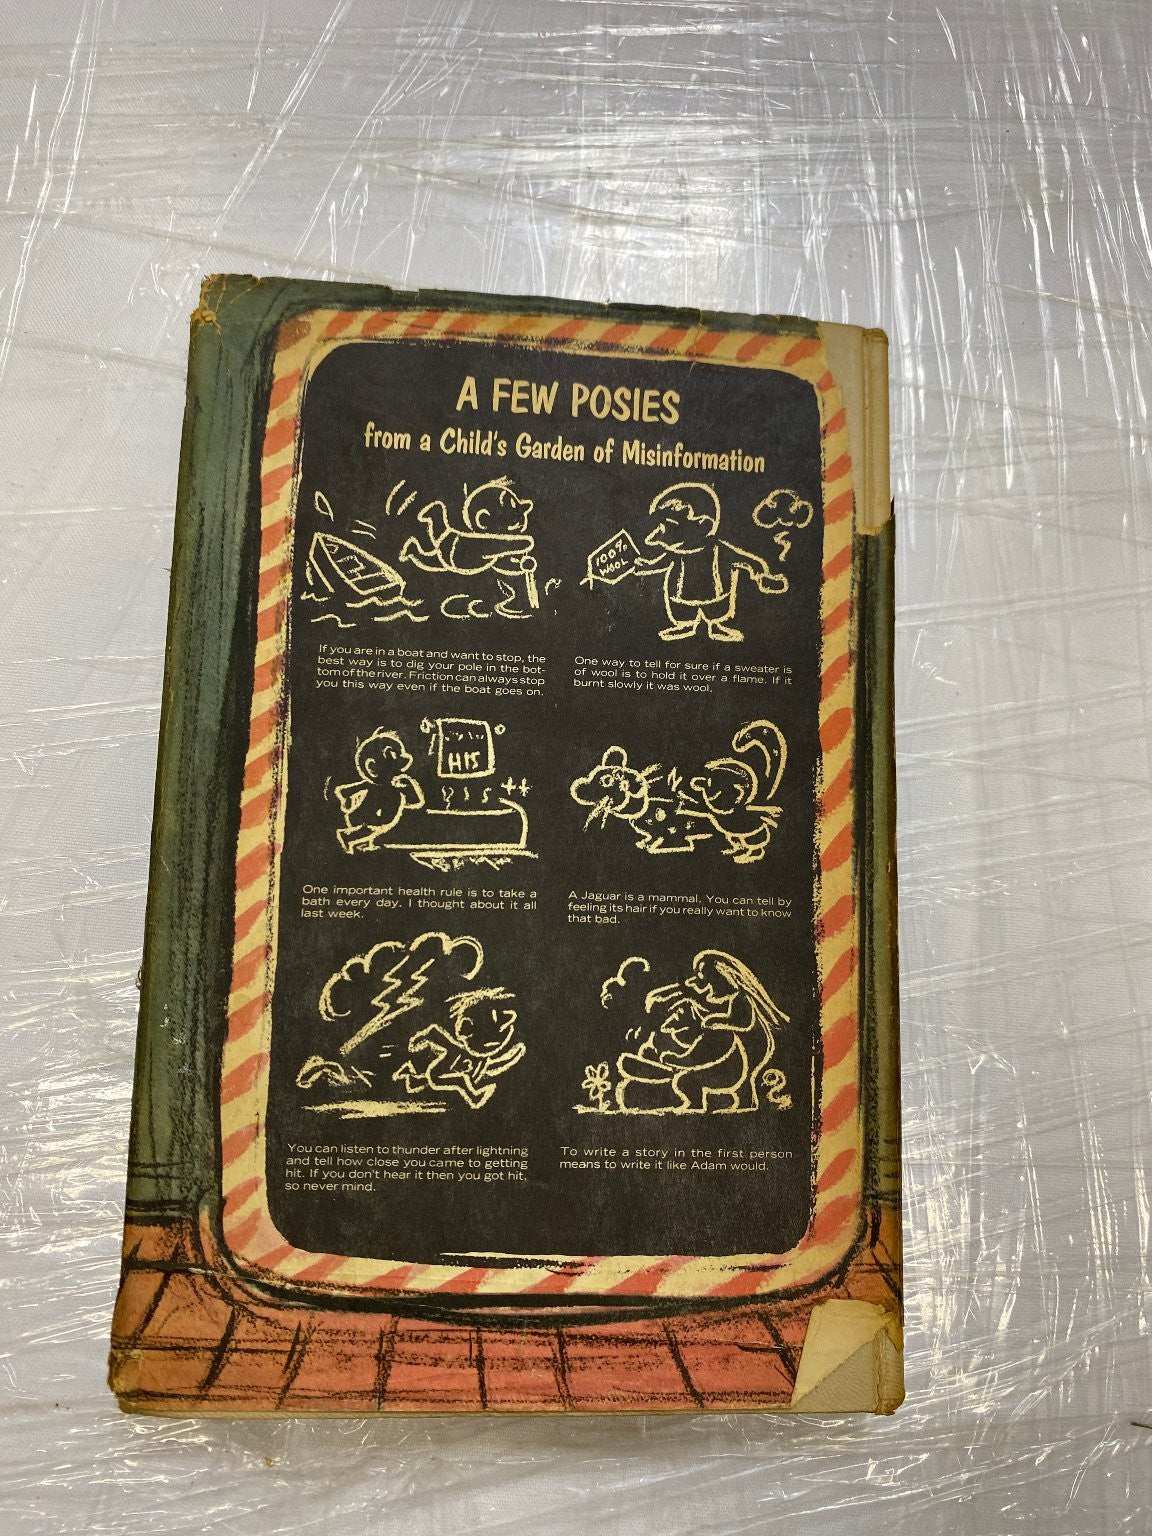 A FEW POSIES
from a Child's Garden of Misinformation
100%
WOOL
If you are in a boat and want to stop, the
best way is to dig your pole in the bot-
tom of the river. Friction can always stop
you this way even if the boat goes on.
One way to tell for sure if a sweater is
of wool is to hold it over a flame. If it
burnt slowly it was wool.
HIS
One important health rule is to take a
bath every day. I thought about it all
last week.
A Jaguar is a mammal. You can tell by
feeling its hair if you really want to know
that bad.
You can listen to thunder after lightning
and tell how close you came to getting
hit. If you don't hear it then you got hit,
so never mind.
To write a story in the first person
means to write it like Adam would.